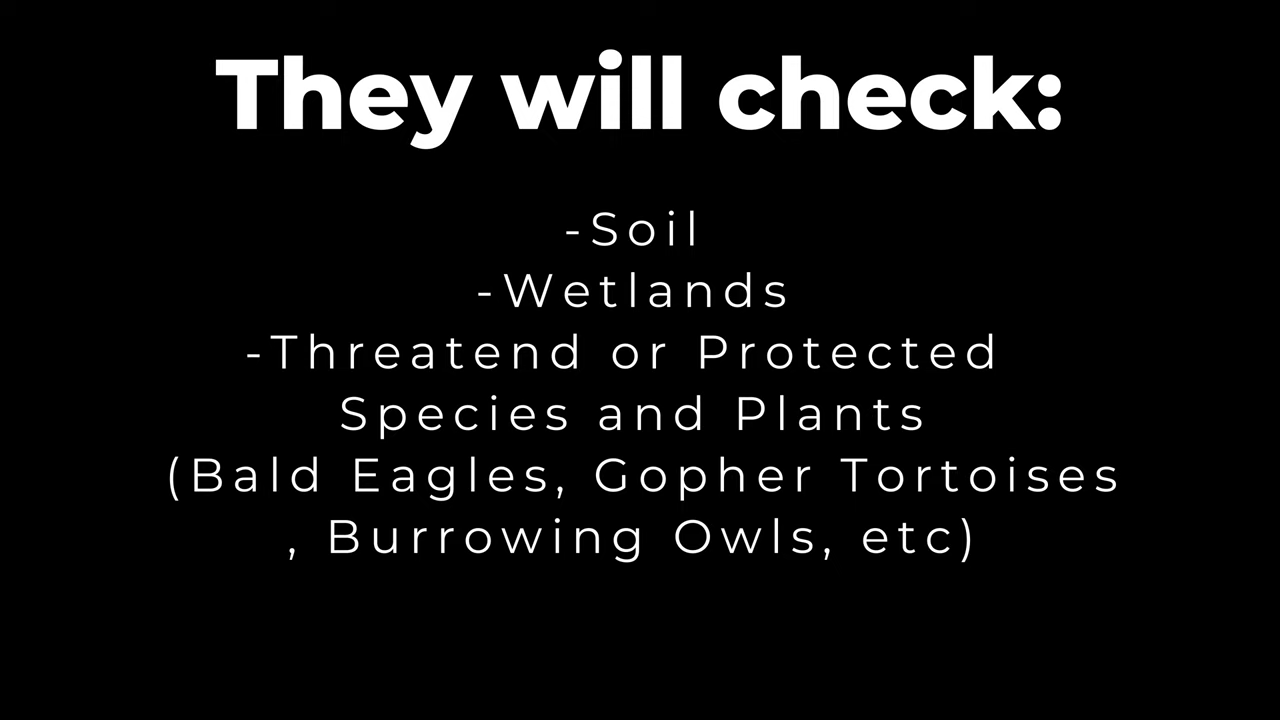 They will check:
-Soil
-Wetlands
-Threatend or Protected
Species and Plants
(Bald Eagles, Gopher Tortoises
, Burrowing Owls, etc)